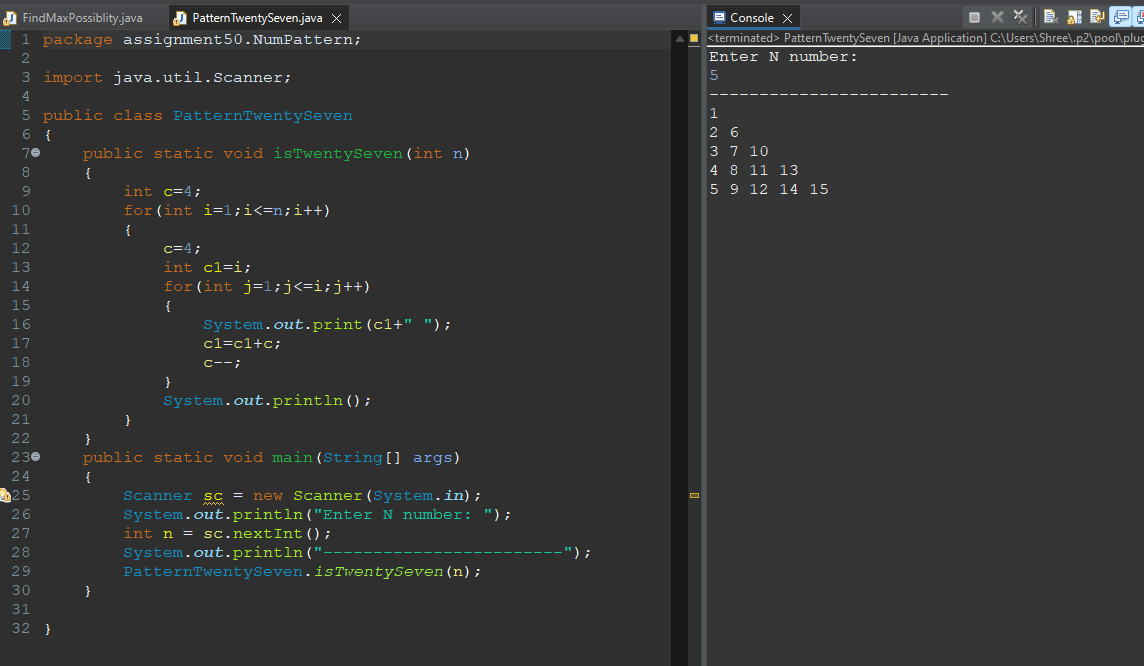 FindMaxPossiblity.java
PatternTwentySeven.java
1 package assignment50.NumPattern;
2
3 import java.util.Scanner;
4
5 public class PatternTwentySeven
6 {
7     public static void isTwentySeven(int n)
8     {
9         int c=4;
10         for(int i=1;i<=n;i++)
11         {
12             c=4;
13             int c1=i;
14             for(int j=1;j<=i;j++)
15             {
16                 System.out.print(c1+" ");
17                 c1=c1+c;
18                 c--;
19             }
20             System.out.println();
21         }
22     }
23     public static void main(String[] args)
24     {
25         Scanner sc = new Scanner(System.in);
26         System.out.println("Enter N number: ");
27         int n = sc.nextInt();
28         System.out.println("------------------------");
29         PatternTwentySeven.isTwentySeven(n);
30     }
31
32 }
Console
<terminated> PatternTwentySeven [Java Application] C:\Users\Shree\.p2\pool\plug
Enter N number:
5
------------------------
1
2 6
3 7 10
4 8 11 13
5 9 12 14 15